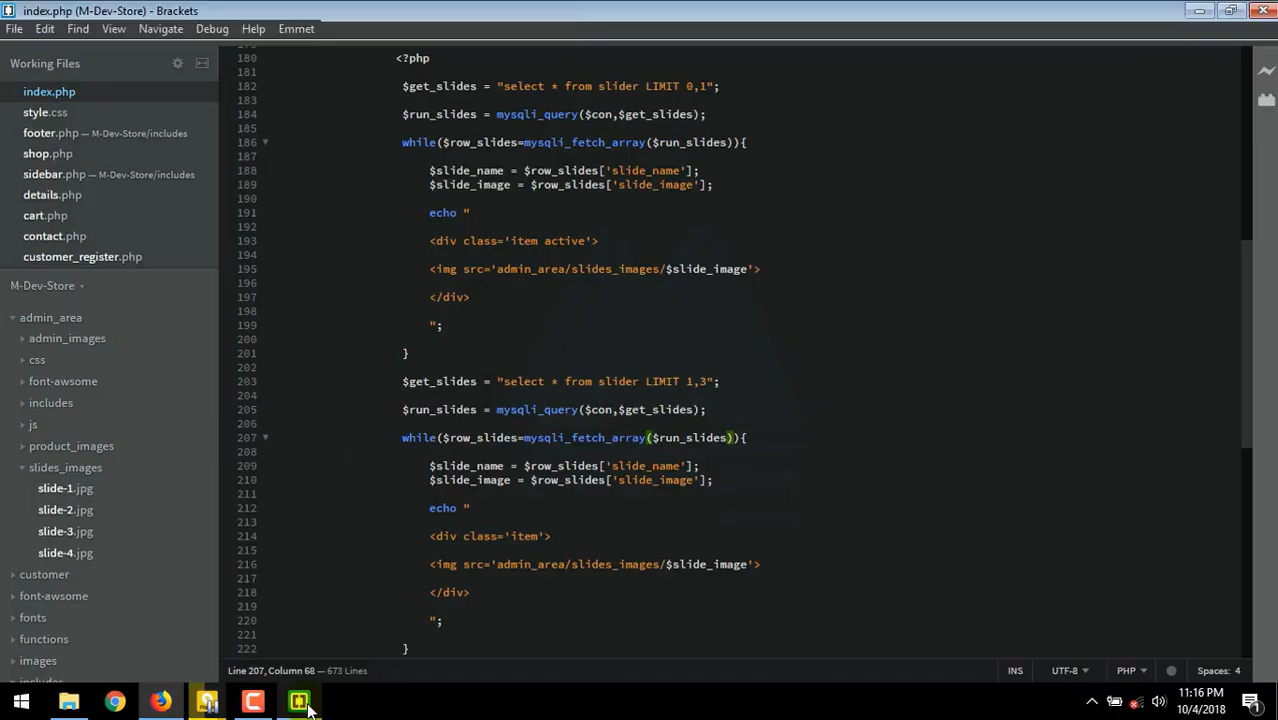 index.php (M-Dev-Store) - Brackets
File Edit Find View Navigate Debug Help Emmet
Working Files
index.php
style.css
footer.php — M-Dev-Store/includes
shop.php
sidebar.php — M-Dev-Store/includes
details.php
cart.php
contact.php
customer_register.php
M-Dev-Store
admin_area
admin_images
css
font-awsome
includes
js
product_images
slides_images
slide-1.jpg
slide-2.jpg
slide-3.jpg
slide-4.jpg
customer
font-awsome
fonts
functions
images
180 <?php
181
182 $get_slides = "select * from slider LIMIT 0,1";
183
184 $run_slides = mysqli_query($con,$get_slides);
185
186 while($row_slides=mysqli_fetch_array($run_slides)){
187
188 $slide_name = $row_slides['slide_name'];
189 $slide_image = $row_slides['slide_image'];
190
191 echo "
192
193 <div class='item active'>
194
195 <img src='admin_area/slides_images/$slide_image'>
196
197 </div>
198
199 ";
200
201 }
202
203 $get_slides = "select * from slider LIMIT 1,3";
204
205 $run_slides = mysqli_query($con,$get_slides);
206
207 while($row_slides=mysqli_fetch_array($run_slides)){
208
209 $slide_name = $row_slides['slide_name'];
210 $slide_image = $row_slides['slide_image'];
211
212 echo "
213
214 <div class='item'>
215
216 <img src='admin_area/slides_images/$slide_image'>
217
218 </div>
219
220 ";
221
222 }
Line 207, Column 68 — 673 Lines
INS UTF-8 PHP Spaces: 4
11:16 PM
10/4/2018